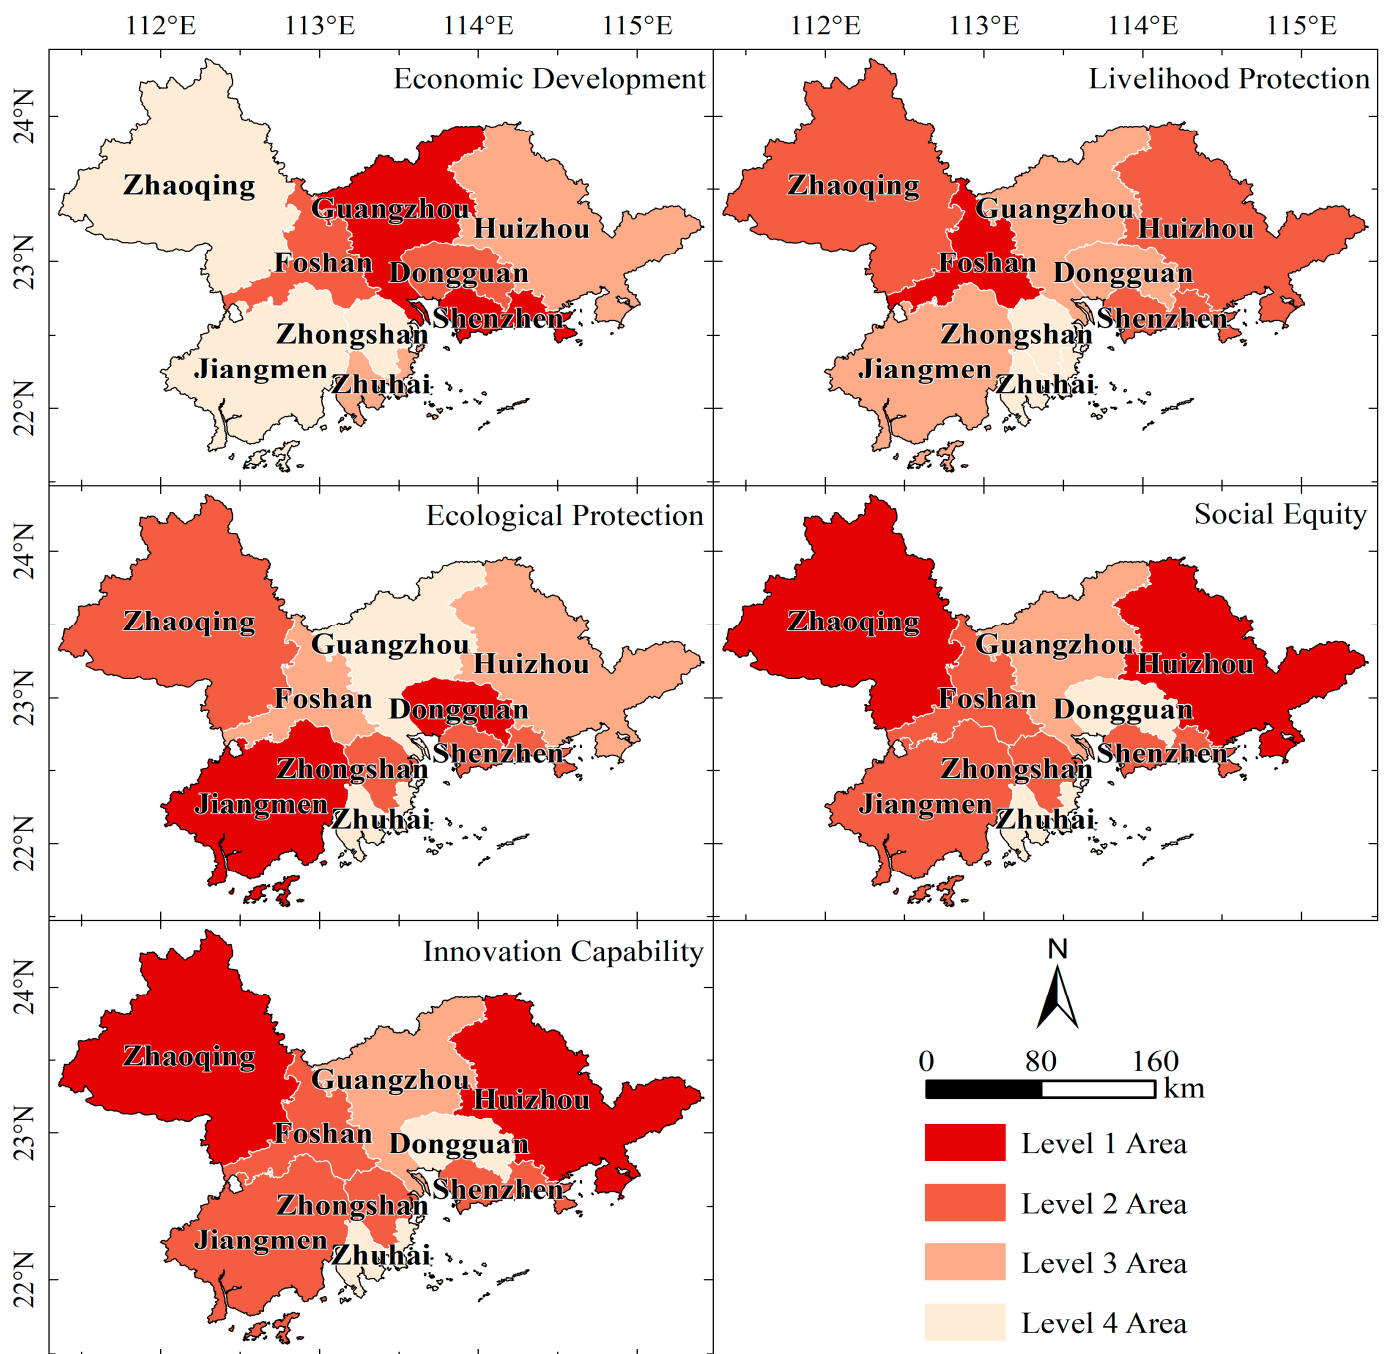 112°E 113°E 114°E 115°E 112°E 113°E 114°E 115°E
24°N
23°N
22°N
Economic Development
Zhaoqing
Guangzhou
Huizhou
Foshan
Dongguan
Shenzhen
Zhongshan
Jiangmen
Zhuhai
Livelihood Protection
Zhaoqing
Guangzhou
Huizhou
Foshan
Dongguan
Shenzhen
Zhongshan
Jiangmen
Zhuhai
24°N
23°N
22°N
Ecological Protection
Zhaoqing
Guangzhou
Huizhou
Foshan
Dongguan
Shenzhen
Zhongshan
Jiangmen
Zhuhai
Social Equity
Zhaoqing
Guangzhou
Huizhou
Foshan
Dongguan
Shenzhen
Zhongshan
Jiangmen
Zhuhai
24°N
23°N
22°N
Innovation Capability
Zhaoqing
Guangzhou
Huizhou
Foshan
Dongguan
Shenzhen
Zhongshan
Jiangmen
Zhuhai
N
0 80 160
km
Level 1 Area
Level 2 Area
Level 3 Area
Level 4 Area